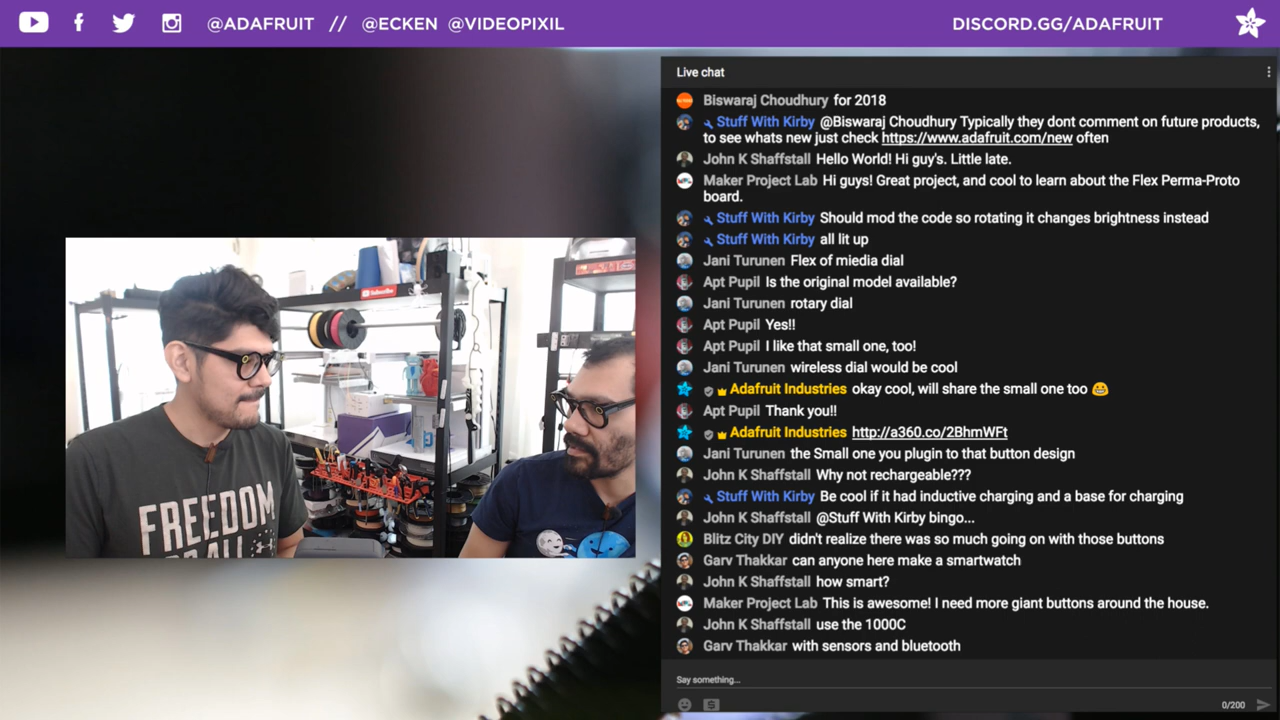 @ADAFRUIT // @ECKEN @VIDEOPIXIL
DISCORD.GG/ADAFRUIT
Live chat
Biswaraj Choudhury for 2018
Stuff With Kirby @Biswaraj Choudhury Typically they dont comment on future products,
to see whats new just check https://www.adafruit.com/new often
John K Shaffstall Hello World! Hi guy's. Little late.
Maker Project Lab Hi guys! Great project, and cool to learn about the Flex Perma-Proto
board.
Stuff With Kirby Should mod the code so rotating it changes brightness instead
Stuff With Kirby all lit up
Jani Turunen Flex of miedia dial
Apt Pupil Is the original model available?
Jani Turunen rotary dial
Apt Pupil Yes!!
Apt Pupil I like that small one, too!
Jani Turunen wireless dial would be cool
Adafruit Industries okay cool, will share the small one too 😀
Apt Pupil Thank you!!
Adafruit Industries http://a360.co/2BhmWFt
Jani Turunen the Small one you plugin to that button design
John K Shaffstall Why not rechargeable???
Stuff With Kirby Be cool if it had inductive charging and a base for charging
John K Shaffstall @Stuff With Kirby bingo...
Blitz City DIY didn't realize there was so much going on with those buttons
Garv Thakkar can anyone here make a smartwatch
John K Shaffstall how smart?
Maker Project Lab This is awesome! I need more giant buttons around the house.
John K Shaffstall use the 1000C
Garv Thakkar with sensors and bluetooth
Say something...
0/200
Subscribe
FREEDOM